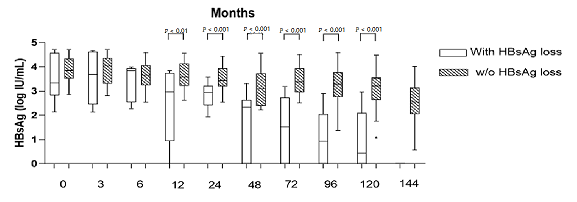 Months
P < 0.01 P < 0.001 P < 0.001 P < 0.001 P < 0.001 P < 0.001
5
4
3
2
1
0
HBsAg (log IU/mL)
With HBsAg loss
w/o HBsAg loss
0 3 6 12 24 48 72 96 120 144